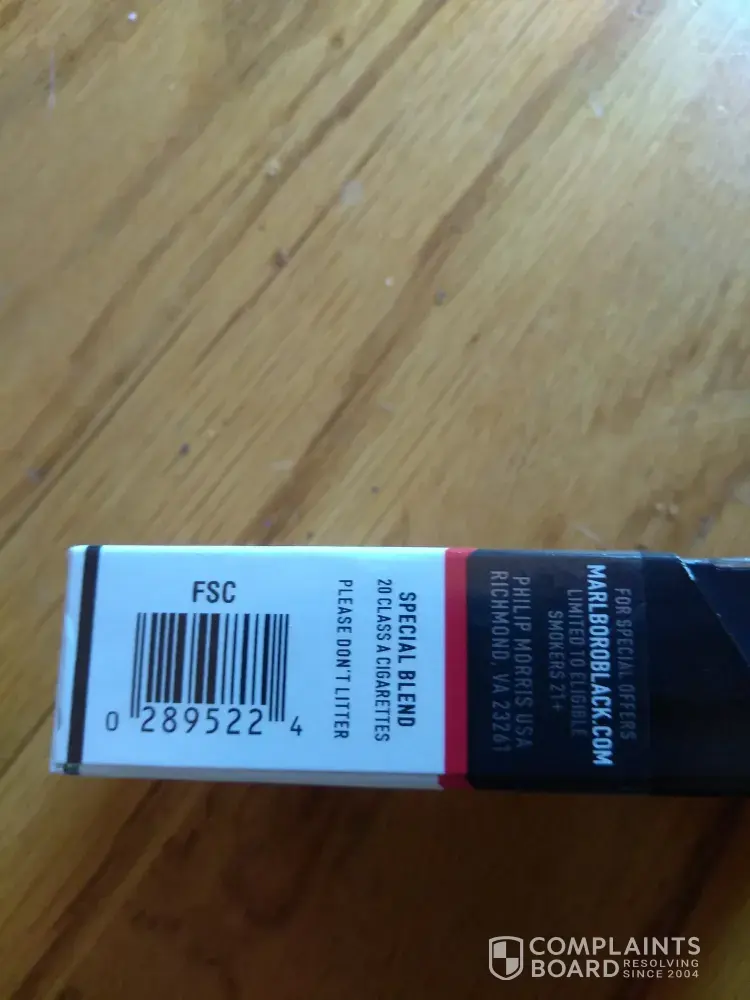 FSC
0 289522 4
SPECIAL BLEND
20 CLASS A CIGARETTES
PLEASE DON'T LITTER
FOR SPECIAL OFFERS
MARLBOROBLACK.COM
LIMITED TO ELIGIBLE
SMOKERS 21+
PHILIP MORRIS USA
RICHMOND, VA 23261
COMPLAINTS
BOARD RESOLVING
SINCE 2004